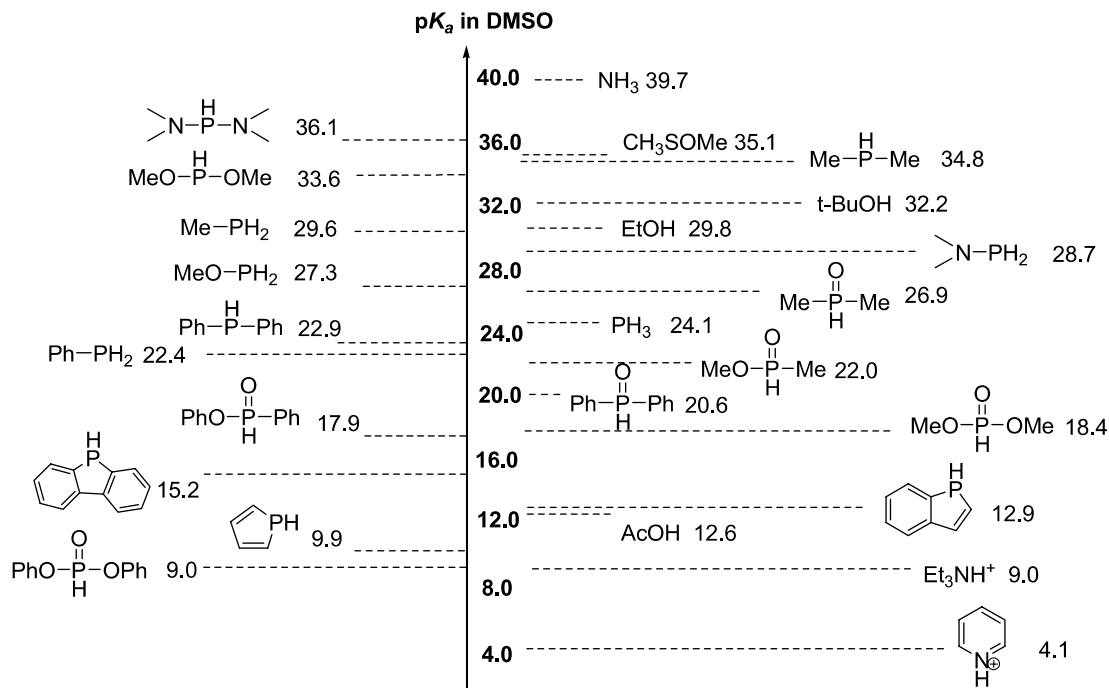 pKa in DMSO
40.0
NH3 39.7
H
N—P—N 36.1
36.0
CH3SOMe 35.1
H
Me—P—Me 34.8
H
MeO—P—OMe 33.6
32.0
t-BuOH 32.2
Me—PH2 29.6
EtOH 29.8
N—PH2 28.7
MeO—PH2 27.3
28.0
O
Me—P—Me 26.9
H
H
Ph—P—Ph 22.9
24.0
PH3 24.1
Ph—PH2 22.4
O
MeO—P—Me 22.0
H
20.0
O
Ph—P—Ph 20.6
H
O
PhO—P—Ph 17.9
H
O
MeO—P—OMe 18.4
H
16.0
H
P
15.2
H
P
12.9
12.0
AcOH 12.6
PH
9.9
O
PhO—P—OPh 9.0
H
8.0
Et3NH+ 9.0
4.0
N⊕
H
4.1